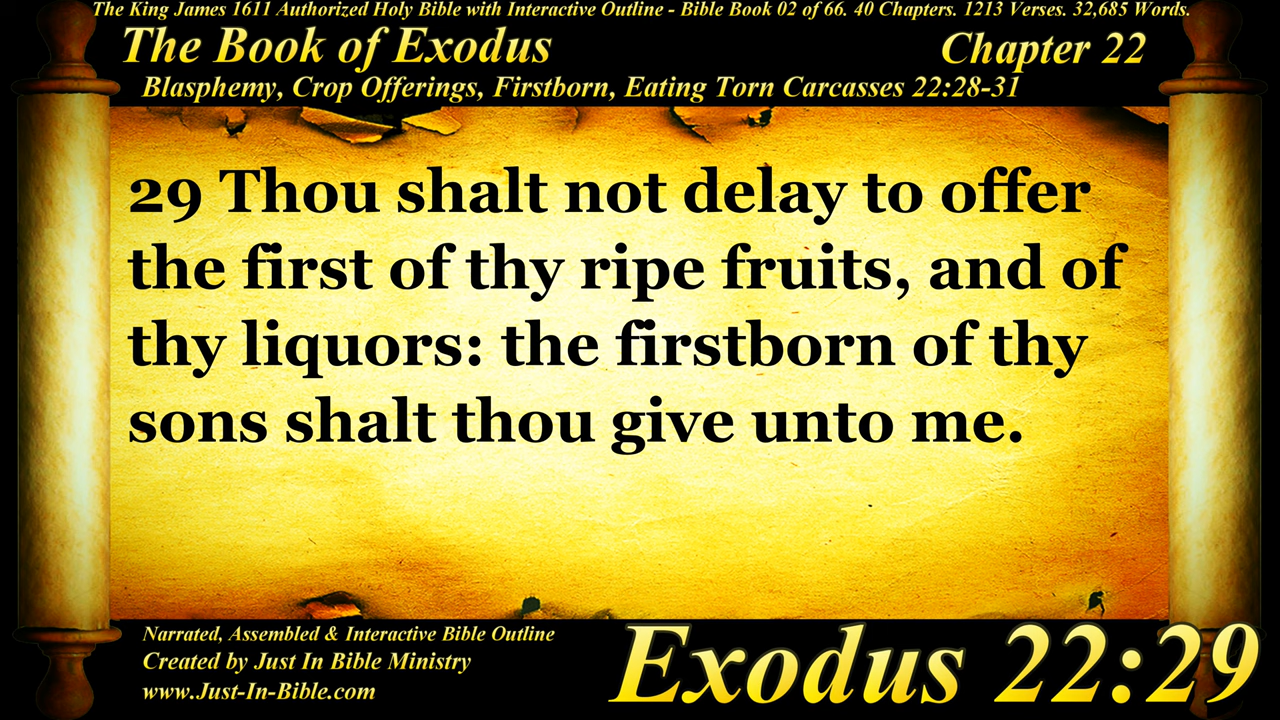 The King James 1611 Authorized Holy Bible with Interactive Outline - Bible Book 02 of 66. 40 Chapters. 1213 Verses. 32,685 Words.
The Book of Exodus Chapter 22
Blasphemy, Crop Offerings, Firstborn, Eating Torn Carcasses 22:28-31
29 Thou shalt not delay to offer
the first of thy ripe fruits, and of
thy liquors: the firstborn of thy
sons shalt thou give unto me.
Narrated, Assembled & Interactive Bible Outline
Created by Just In Bible Ministry
www.Just-In-Bible.com
Exodus 22:29